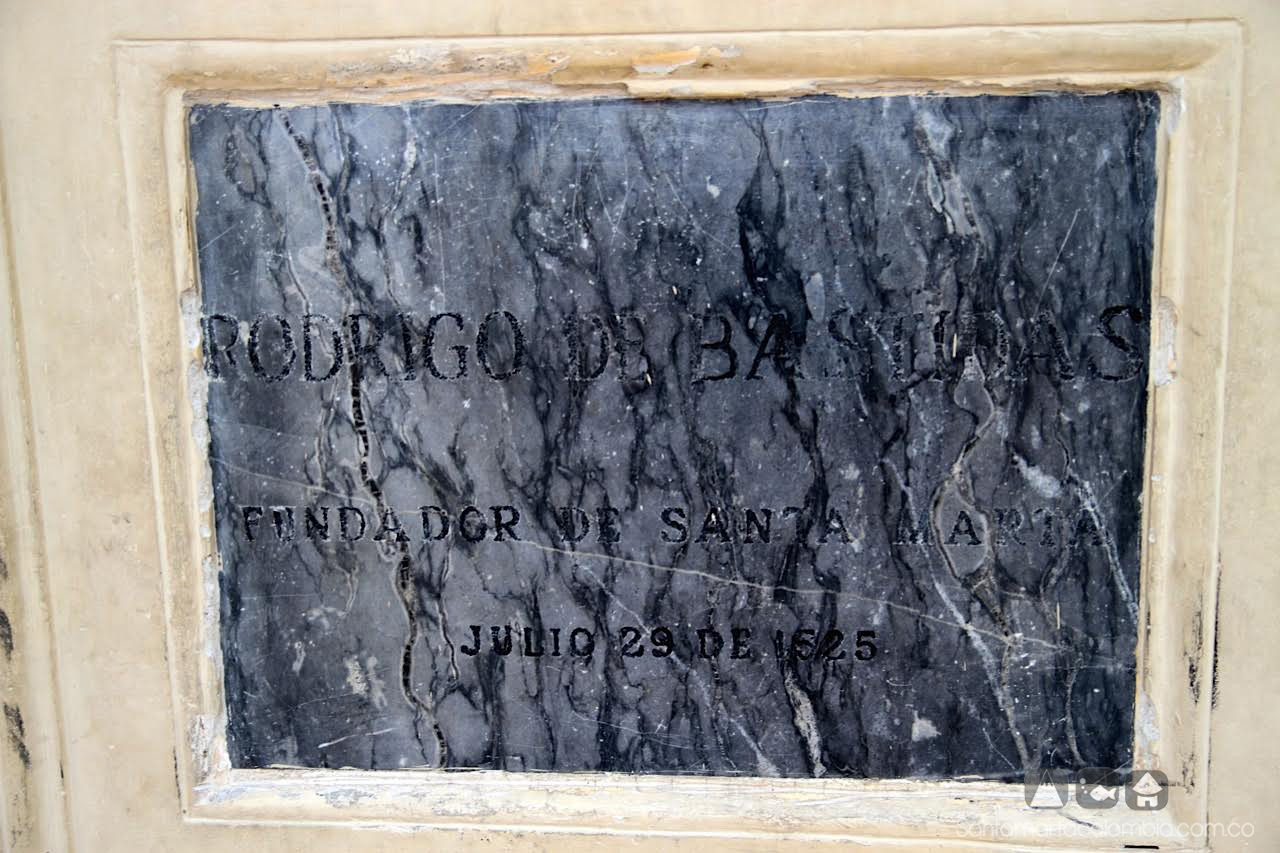 RODRIGO DE BASTIDAS
FUNDADOR DE SANTA MARTA
JULIO 29 DE 1525
Santamartacolombia.com.co